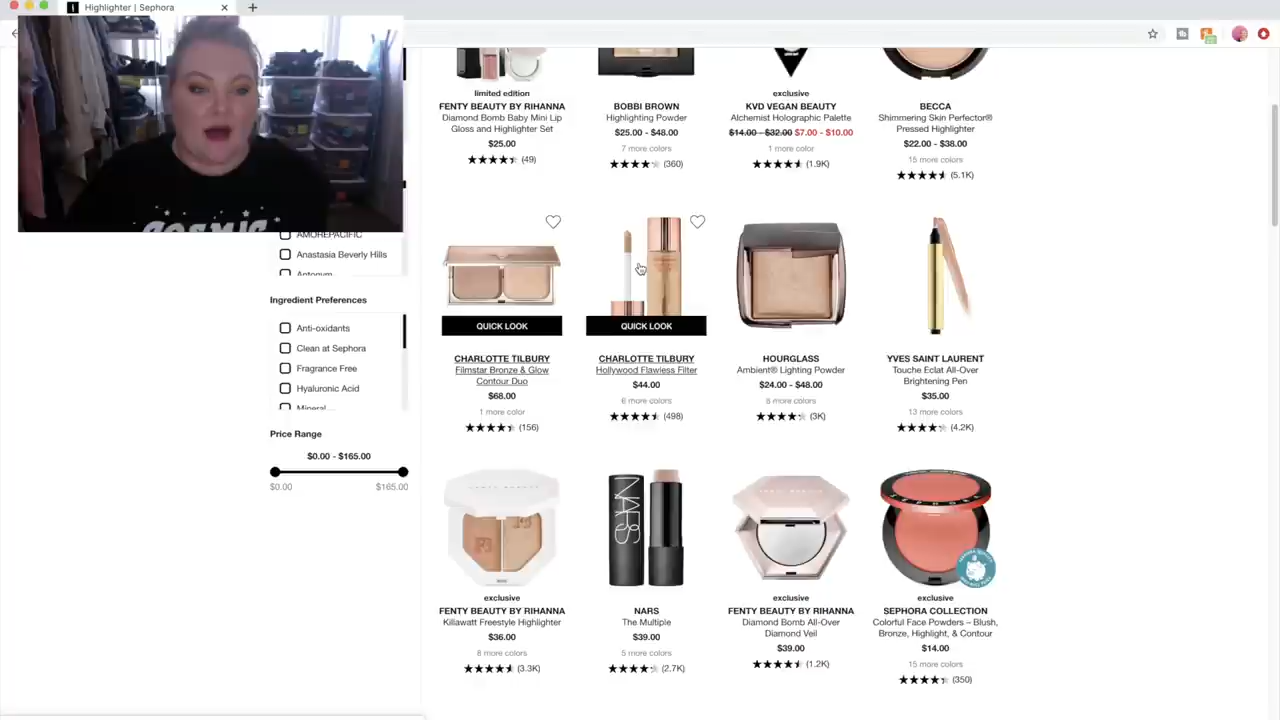 Highlighter | Sephora
COSMIC
limited edition
FENTY BEAUTY BY RIHANNA
Diamond Bomb Baby Mini Lip
Gloss and Highlighter Set
$25.00
(49)
BOBBI BROWN
Highlighting Powder
$25.00 - $48.00
7 more colors
(360)
exclusive
KVD VEGAN BEAUTY
Alchemist Holographic Palette
$14.00 - $32.00 $7.00 - $10.00
1 more color
(1.9K)
BECCA
Shimmering Skin Perfector®
Pressed Highlighter
$22.00 - $38.00
15 more colors
(5.1K)
AMOREPACIFIC
Anastasia Beverly Hills
Antonym
Ingredient Preferences
Anti-oxidants
Clean at Sephora
Fragrance Free
Hyaluronic Acid
Mineral
Price Range
$0.00 - $165.00
$0.00
$165.00
QUICK LOOK
CHARLOTTE TILBURY
Filmstar Bronze & Glow
Contour Duo
$68.00
1 more color
(156)
QUICK LOOK
CHARLOTTE TILBURY
Hollywood Flawless Filter
$44.00
6 more colors
(498)
HOURGLASS
Ambient® Lighting Powder
$24.00 - $48.00
(3K)
YVES SAINT LAURENT
Touche Eclat All-Over
Brightening Pen
$35.00
13 more colors
(4.2K)
exclusive
FENTY BEAUTY BY RIHANNA
Killawatt Freestyle Highlighter
$36.00
8 more colors
(3.3K)
NARS
NARS
The Multiple
$39.00
5 more colors
(2.7K)
exclusive
FENTY BEAUTY BY RIHANNA
Diamond Bomb All-Over
Diamond Veil
$39.00
(1.2K)
exclusive
SEPHORA COLLECTION
Colorful Face Powders – Blush,
Bronze, Highlight, & Contour
$14.00
15 more colors
(350)